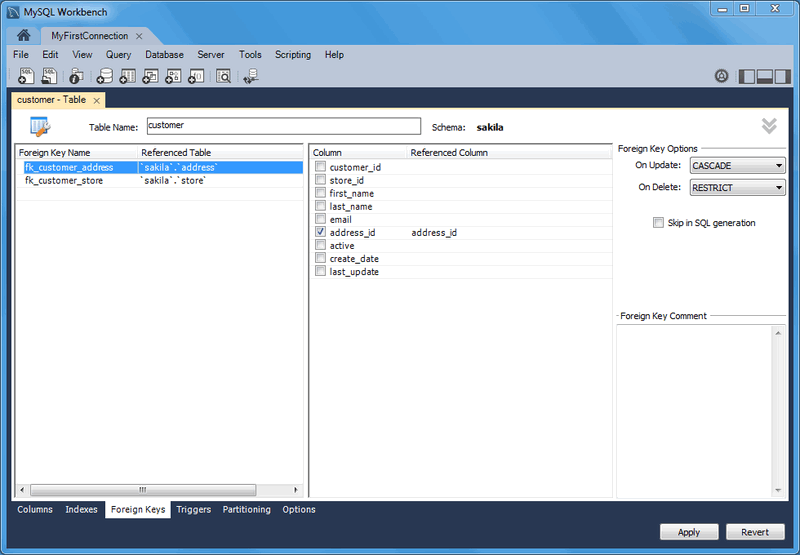 MySQL Workbench
MyFirstConnection
File Edit View Query Database Server Tools Scripting Help
SQL SQL
customer - Table
Table Name: customer Schema: sakila
Foreign Key Name Referenced Table
fk_customer_address `sakila`.`address`
fk_customer_store `sakila`.`store`
Column Referenced Column
customer_id
store_id
first_name
last_name
email
address_id address_id
active
create_date
last_update
Foreign Key Options
On Update: CASCADE
On Delete: RESTRICT
Skip in SQL generation
Foreign Key Comment
Columns Indexes Foreign Keys Triggers Partitioning Options
Apply Revert